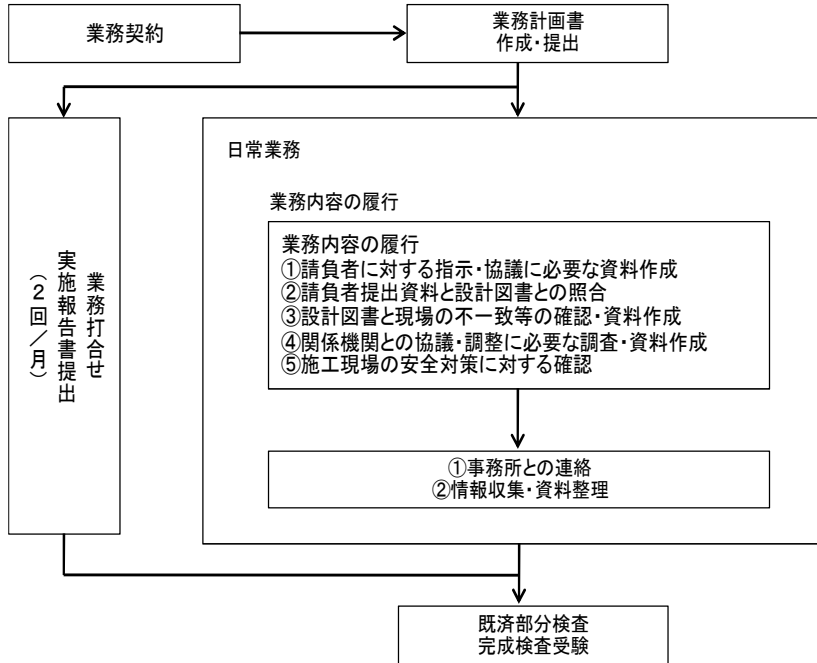 業務契約
業務計画書
作成・提出
業務打合せ
実施報告書提出
(2回/月)
日常業務
業務内容の履行
業務内容の履行
①請負者に対する指示・協議に必要な資料作成
②請負者提出資料と設計図書との照合
③設計図書と現場の不一致等の確認・資料作成
④関係機関との協議・調整に必要な調査・資料作成
⑤施工現場の安全対策に対する確認
①事務所との連絡
②情報収集・資料整理
既済部分検査
完成検査受験